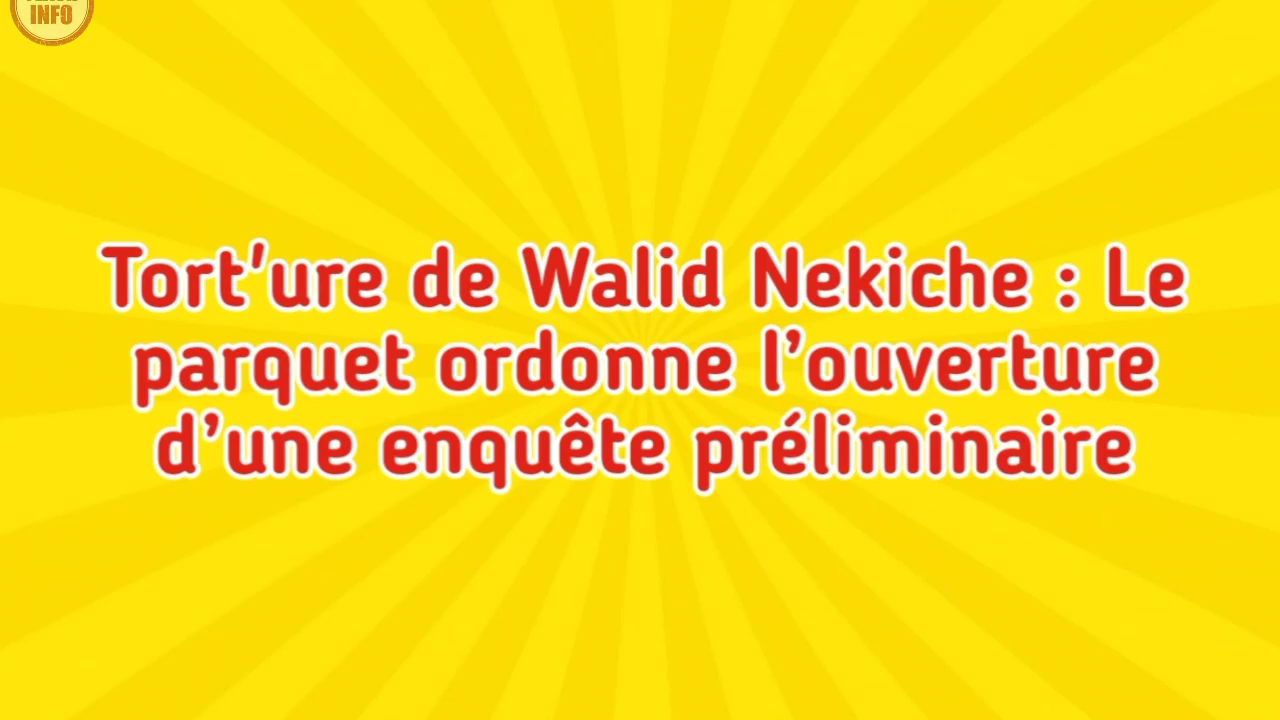 INFO
Tort'ure de Walid Nekiche : Le
parquet ordonne l’ouverture
d’une enquête préliminaire